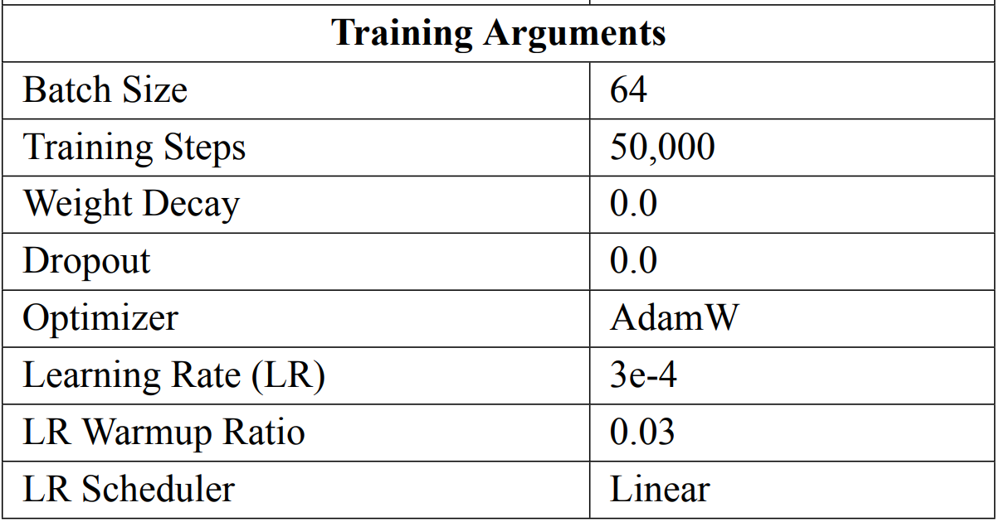 Training Arguments
Batch Size 64
Training Steps 50,000
Weight Decay 0.0
Dropout 0.0
Optimizer AdamW
Learning Rate (LR) 3e-4
LR Warmup Ratio 0.03
LR Scheduler Linear